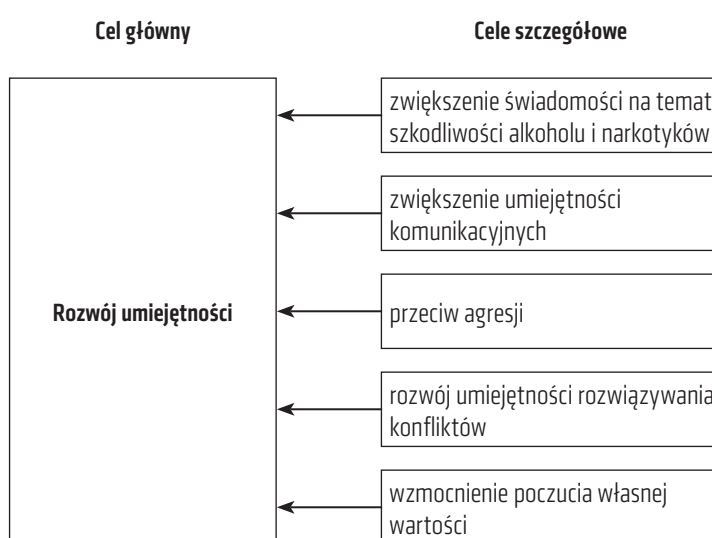 Cel główny
Cele szczegółowe
Rozwój umiejętności
zwiększenie świadomości na temat
szkodliwości alkoholu i narkotyków
zwiększenie umiejętności
komunikacyjnych
przeciw agresji
rozwój umiejętności rozwiązywania
konfliktów
wzmocnienie poczucia własnej
wartości